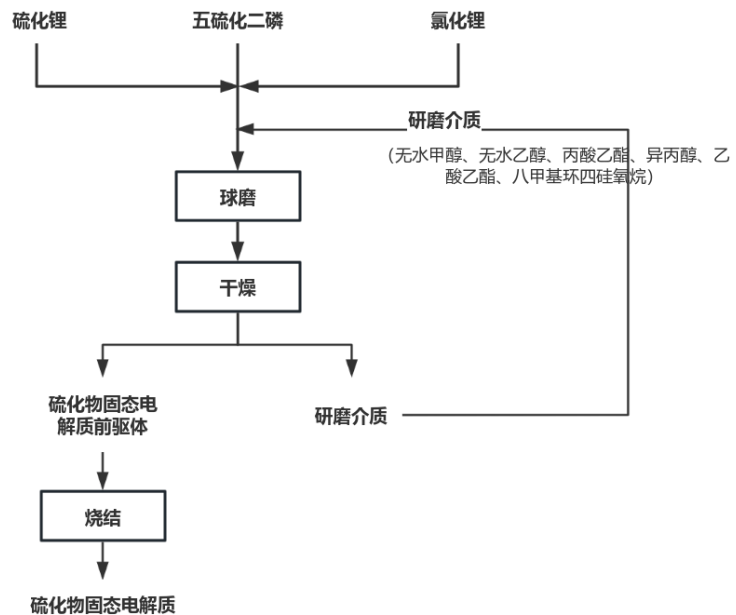 硫化锂
五硫化二磷
氯化锂
研磨介质
（无水甲醇、无水乙醇、丙酸乙酯、异丙醇、乙
酸乙酯、八甲基环四硅氧烷）
球磨
干燥
硫化物固态电
解质前驱体
研磨介质
烧结
硫化物固态电解质